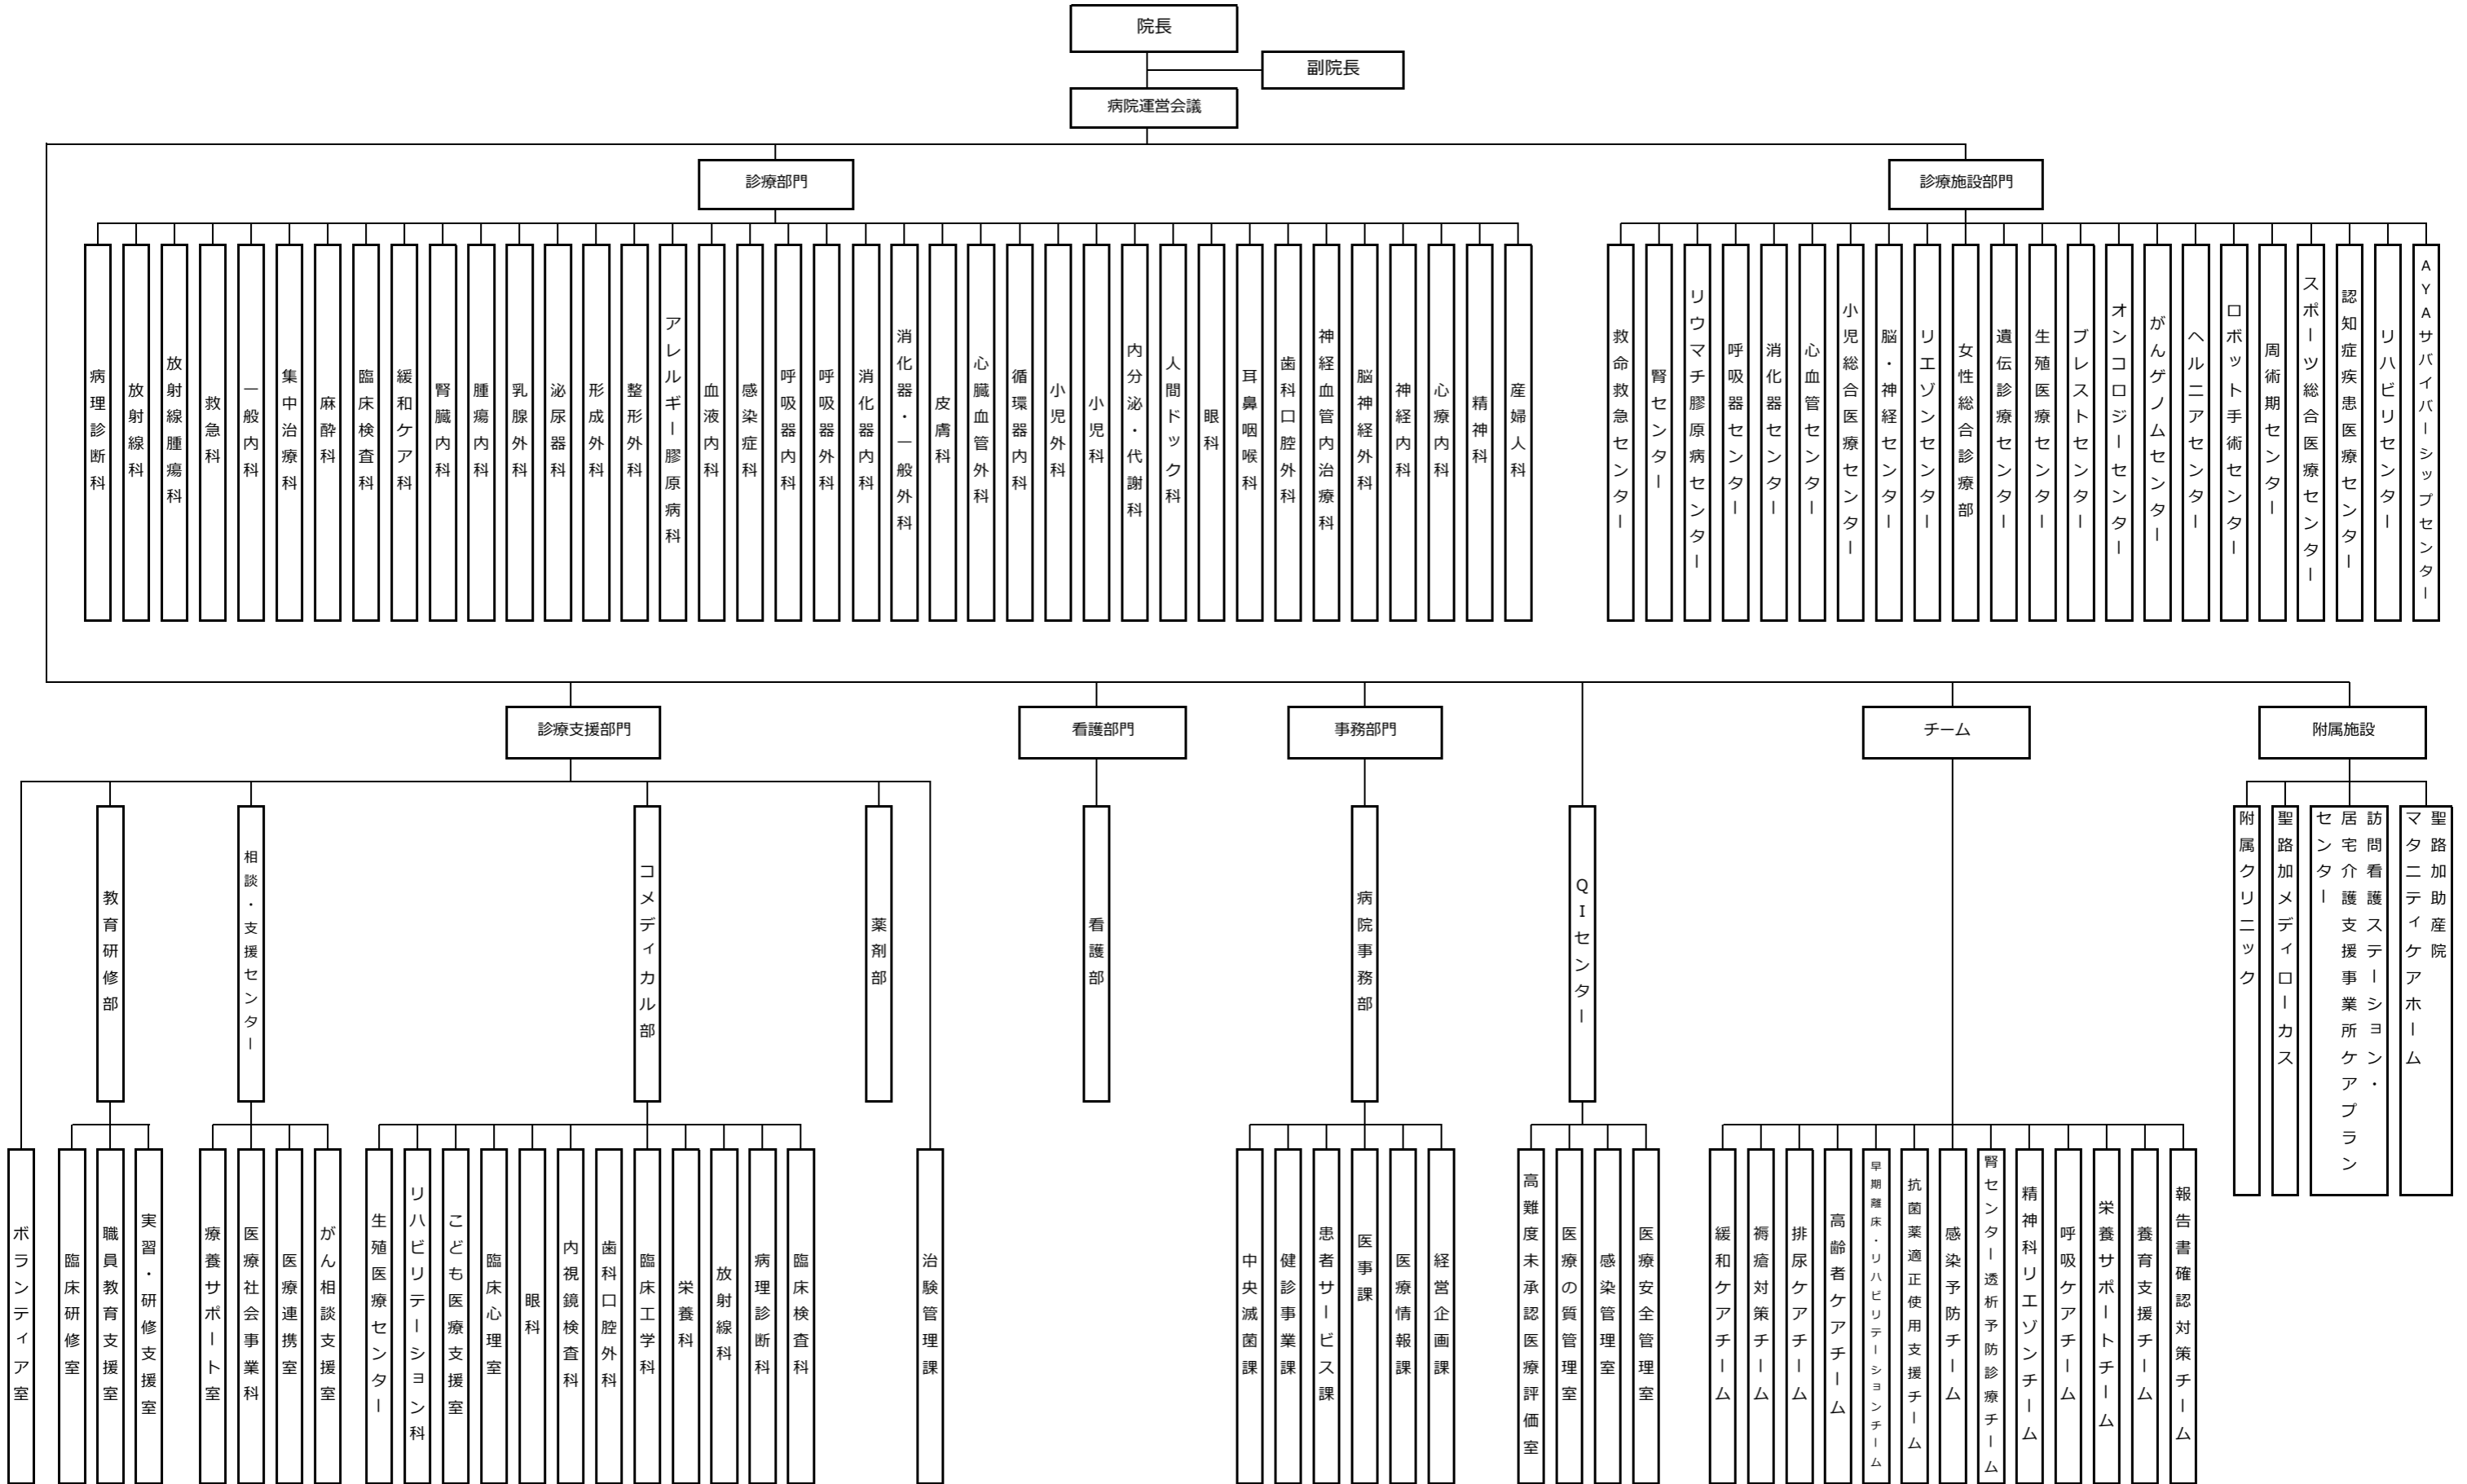 院長
副院長
病院運営会議
診療部門
診療施設部門
病理診断科
放射線科
放射線腫瘍科
救急科
一般内科
集中治療科
麻酔科
臨床検査科
緩和ケア科
腎臓内科
腫瘍内科
乳腺外科
泌尿器科
形成外科
整形外科
アレルギー膠原病科
血液内科
感染症科
呼吸器内科
呼吸器外科
消化器内科
消化器・一般外科
皮膚科
心臓血管外科
循環器内科
小児外科
小児科
内分泌・代謝科
人間ドック科
眼科
耳鼻咽喉科
歯科口腔外科
神経血管内治療科
脳神経外科
神経内科
心療内科
精神科
産婦人科
救命救急センター
腎センター
リウマチ膠原病センター
呼吸器センター
消化器センター
心血管センター
小児総合医療センター
脳・神経センター
リエゾンセンター
女性総合診療部
遺伝診療センター
生殖医療センター
ブレストセンター
オンコロジーセンター
がんゲノムセンター
ヘルニアセンター
ロボット手術センター
周術期センター
スポーツ総合医療センター
認知症疾患医療センター
リハビリセンター
AYAサバイバーシップセンター
診療支援部門
看護部門
事務部門
チーム
附属施設
教育研修部
相談・支援センター
コメディカル部
薬剤部
看護部
病院事務部
QIセンター
附属クリニック
聖路加メディローカス
訪問看護ステーション・
居宅介護支援事業所ケアプラン
センター
聖路加助産院
マタニティケアホーム
ボランティア室
臨床研修室
職員教育支援室
実習・研修支援室
療養サポート室
医療社会事業科
医療連携室
がん相談支援室
生殖医療センター
リハビリテーション科
こども医療支援室
臨床心理室
眼科
内視鏡検査科
歯科口腔外科
臨床工学科
栄養科
放射線科
病理診断科
臨床検査科
治験管理課
中央滅菌課
健診事業課
患者サービス課
医事課
医療情報課
経営企画課
高難度未承認医療評価室
医療の質管理室
感染管理室
医療安全管理室
緩和ケアチーム
褥瘡対策チーム
排尿ケアチーム
高齢者ケアチーム
早期離床・リハビリテーションチーム
抗菌薬適正使用支援チーム
感染予防チーム
腎センター透析予防診療チーム
精神科リエゾンチーム
呼吸ケアチーム
栄養サポートチーム
養育支援チーム
報告書確認対策チーム